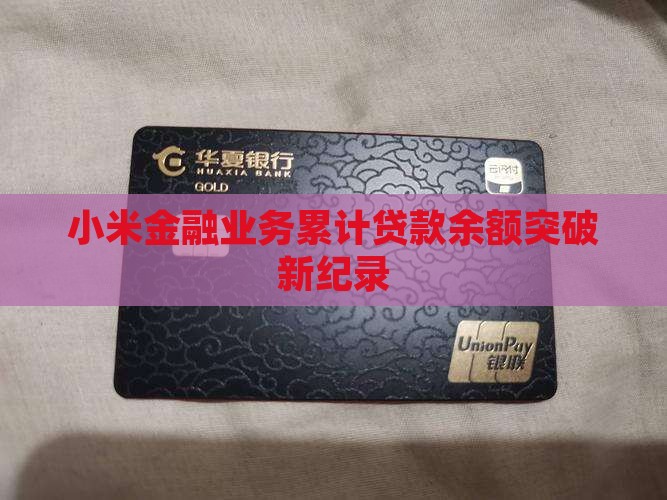 华夏银行
HUAXIA BANK
GOLD
云闪付
小米金融业务累计贷款余额突破
新纪录
UnionPay
银联